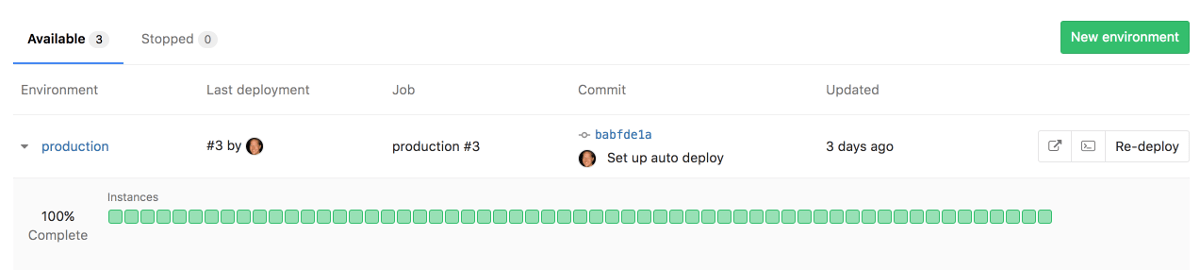 Available 3 Stopped 0 New environment
Environment Last deployment Job Commit Updated
production #3 by production #3 babfde1a 3 days ago Re-deploy
Set up auto deploy
Instances
100%
Complete